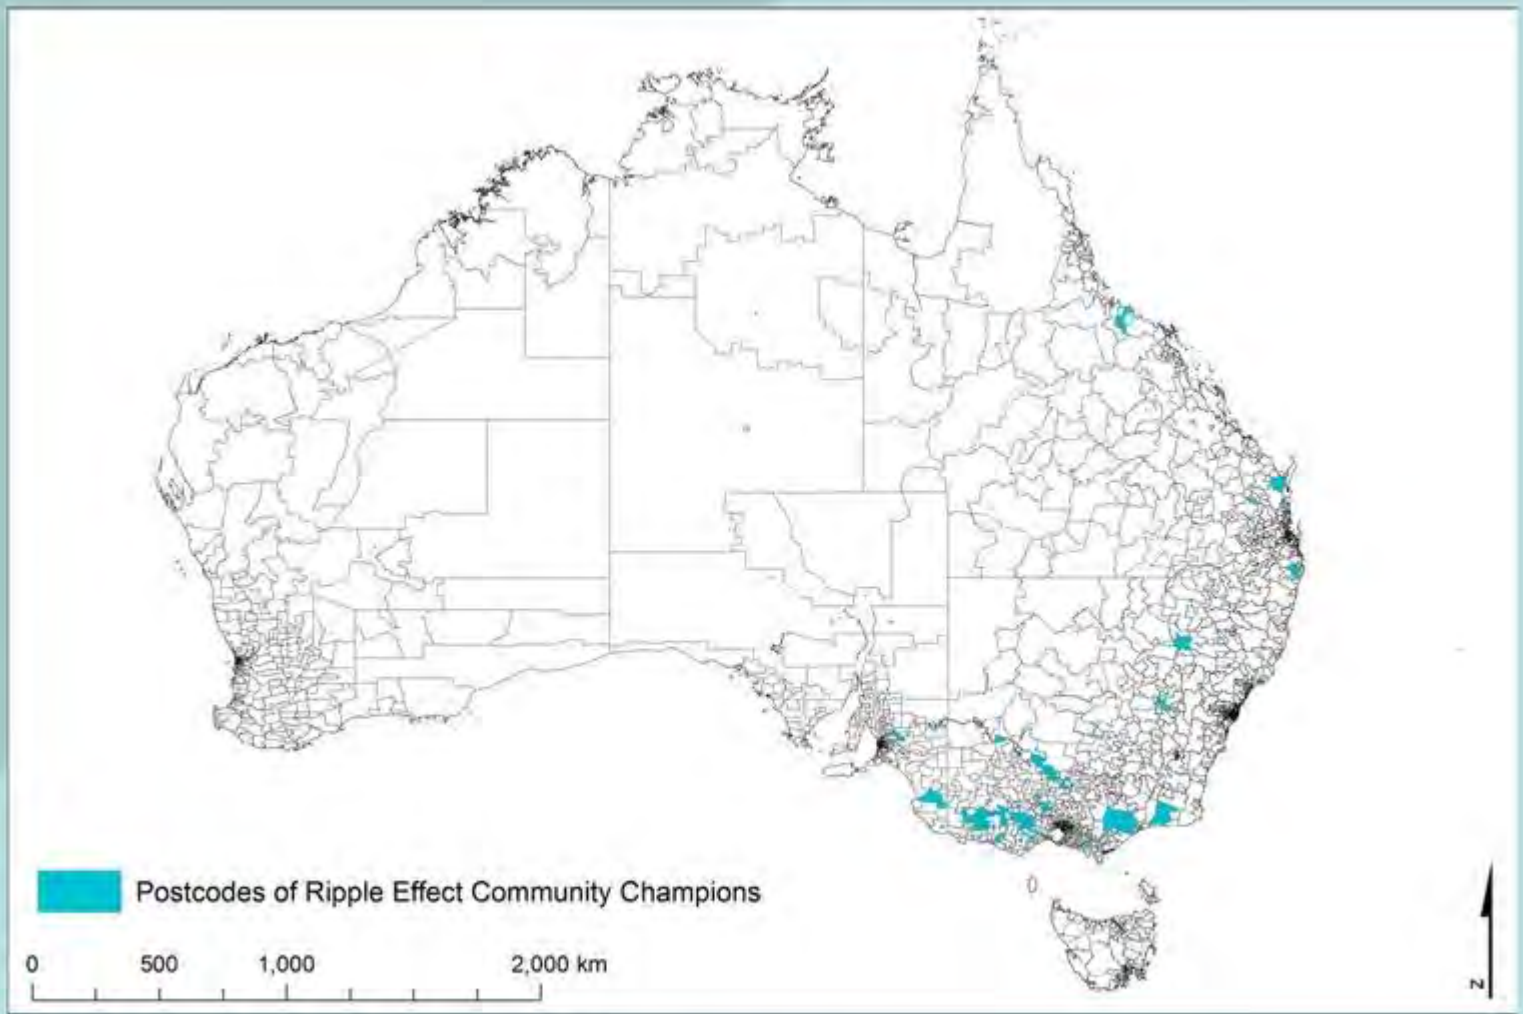 Postcodes of Ripple Effect Community Champions
0 500 1,000 2,000 km
N